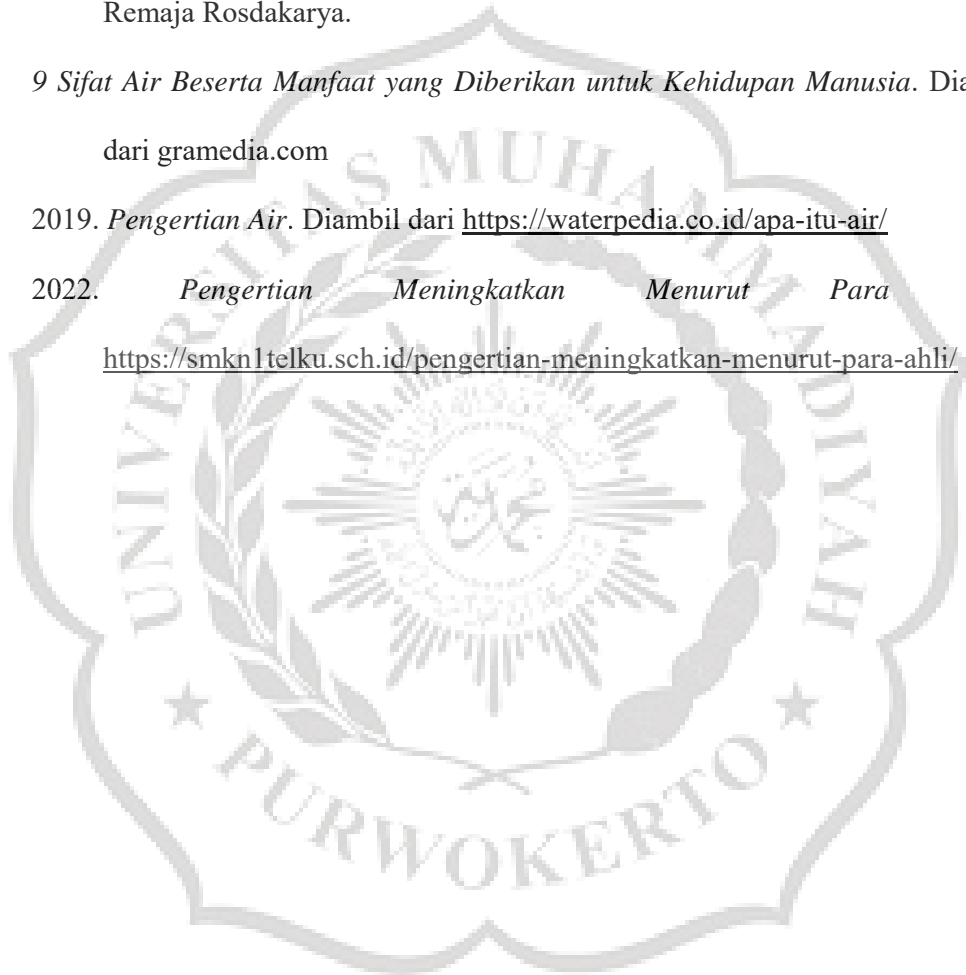 Remaja Rosdakarya.
9 Sifat Air Beserta Manfaat yang Diberikan untuk Kehidupan Manusia. Dia
dari gramedia.com
2019. Pengertian Air. Diambil dari https://waterpedia.co.id/apa-itu-air/
2022. Pengertian Meningkatkan Menurut Para
https://smkn1telku.sch.id/pengertian-meningkatkan-menurut-para-ahli/
UNIVERSITAS MUHAMMADIYAH
PURWOKERTO